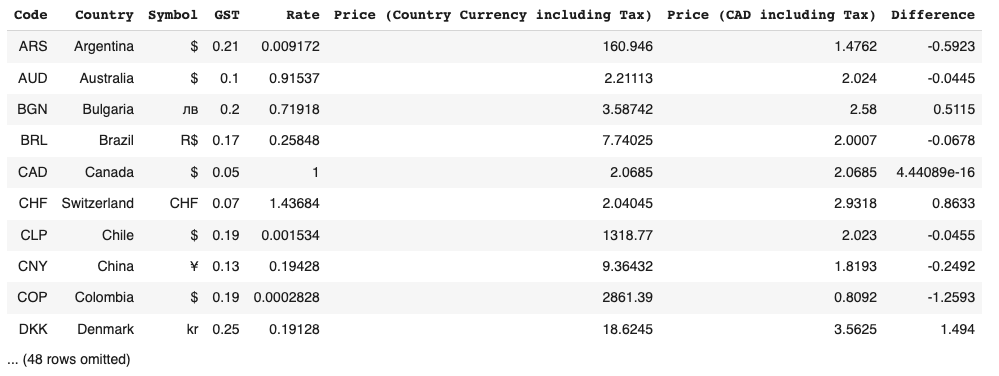 Code Country Symbol GST Rate Price (Country Currency including Tax) Price (CAD including Tax) Difference
ARS Argentina $ 0.21 0.009172 160.946 1.4762 -0.5923
AUD Australia $ 0.1 0.91537 2.21113 2.024 -0.0445
BGN Bulgaria лв 0.2 0.71918 3.58742 2.58 0.5115
BRL Brazil R$ 0.17 0.25848 7.74025 2.0007 -0.0678
CAD Canada $ 0.05 1 2.0685 2.0685 4.44089e-16
CHF Switzerland CHF 0.07 1.43684 2.04045 2.9318 0.8633
CLP Chile $ 0.19 0.001534 1318.77 2.023 -0.0455
CNY China ¥ 0.13 0.19428 9.36432 1.8193 -0.2492
COP Colombia $ 0.19 0.0002828 2861.39 0.8092 -1.2593
DKK Denmark kr 0.25 0.19128 18.6245 3.5625 1.494
... (48 rows omitted)